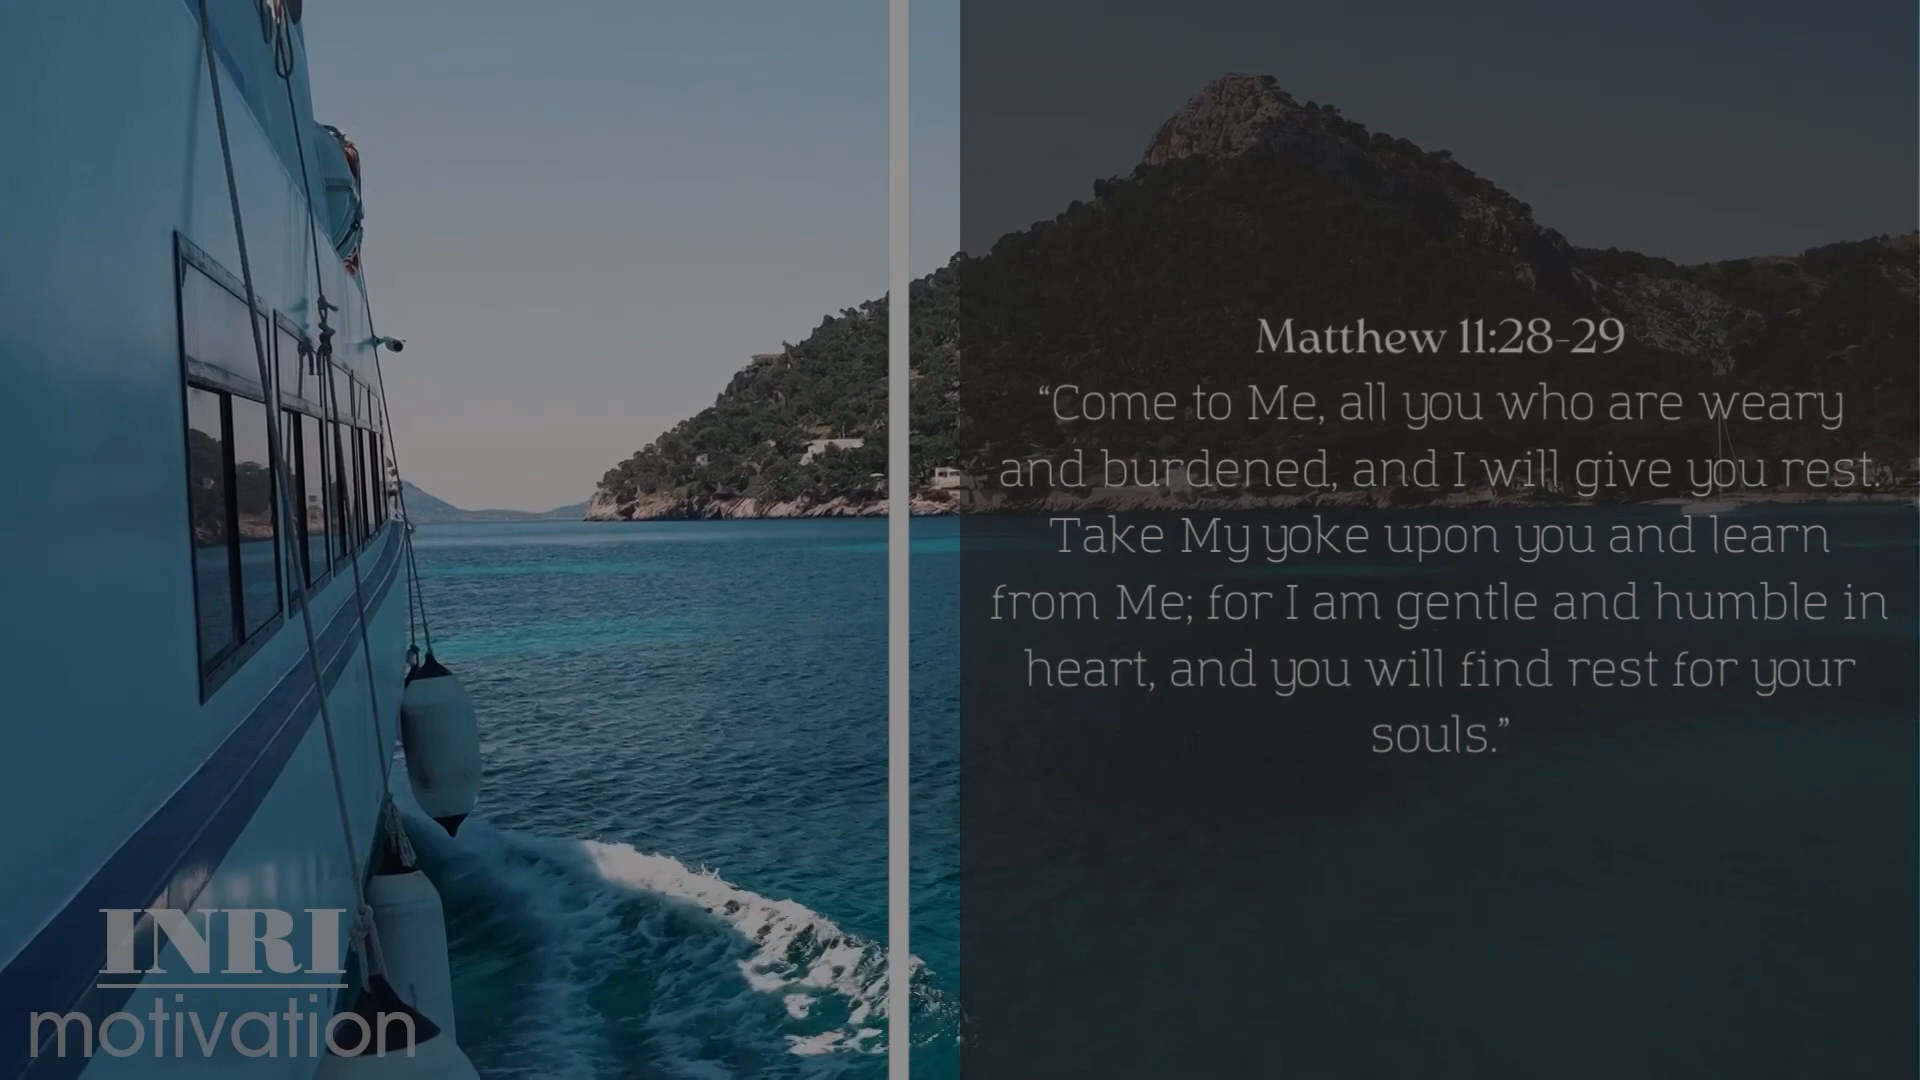 Matthew 11:28-29
“Come to Me, all you who are weary
and burdened, and I will give you rest.
Take My yoke upon you and learn
from Me; for I am gentle and humble in
heart, and you will find rest for your
souls.”
INRI
motivation